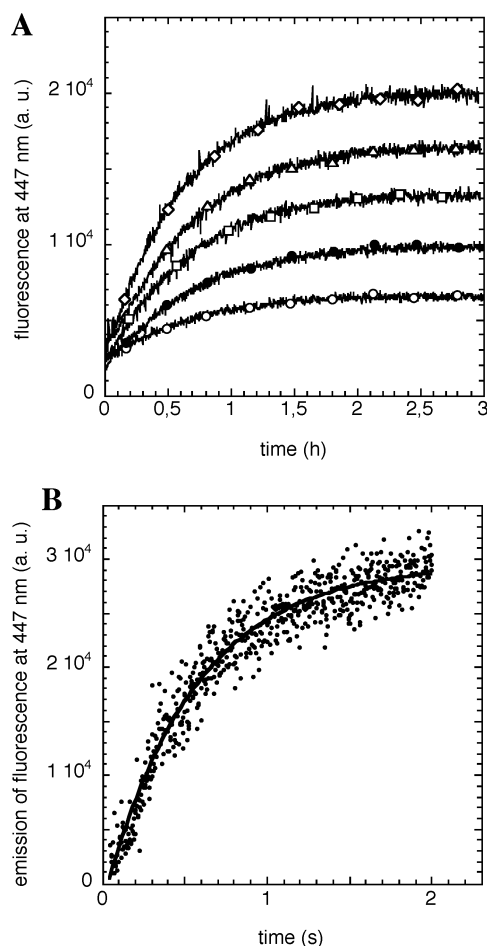 A
fluorescence at 447 nm (a. u.)
2 10⁴
1 10⁴
0
0 0,5 1 1,5 2 2,5 3
time (h)
B
emission of fluorescence at 447 nm (a. u.)
3 10⁴
2 10⁴
1 10⁴
0
0 1 2
time (s)